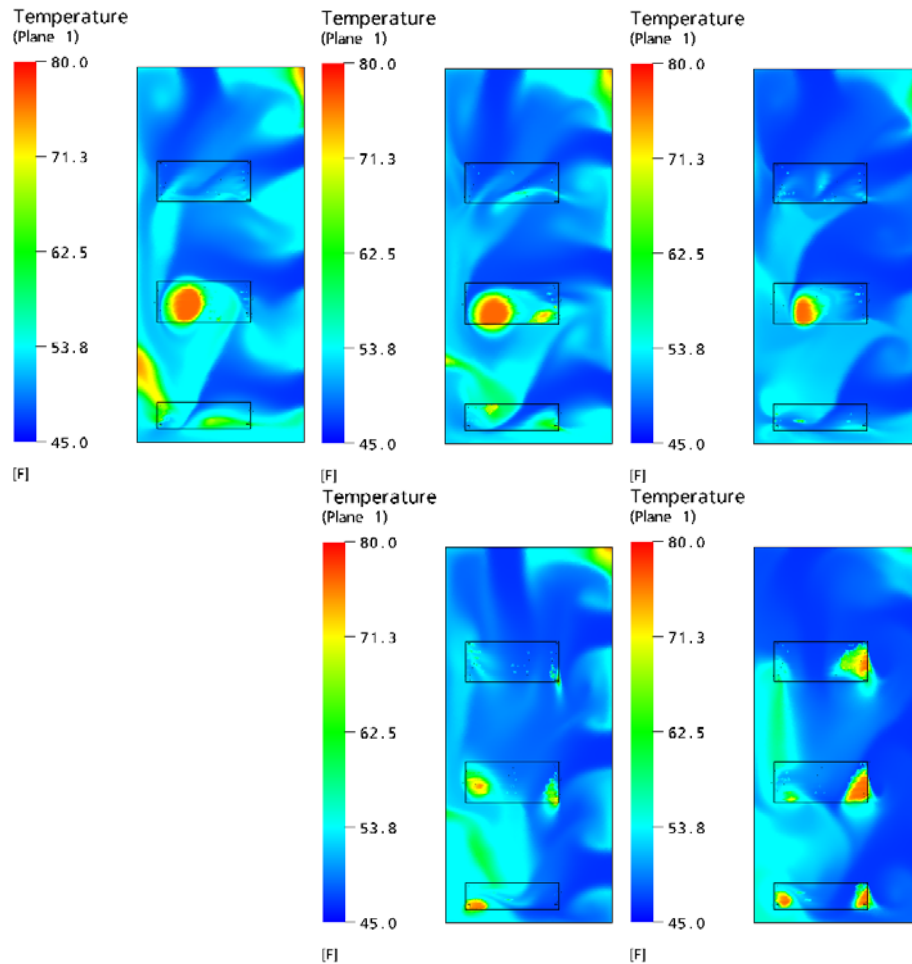 Temperature
(Plane 1)
80.0
71.3
62.5
53.8
45.0
[F]
Temperature
(Plane 1)
80.0
71.3
62.5
53.8
45.0
[F]
Temperature
(Plane 1)
80.0
71.3
62.5
53.8
45.0
[F]
Temperature
(Plane 1)
80.0
71.3
62.5
53.8
45.0
[F]
Temperature
(Plane 1)
80.0
71.3
62.5
53.8
45.0
[F]